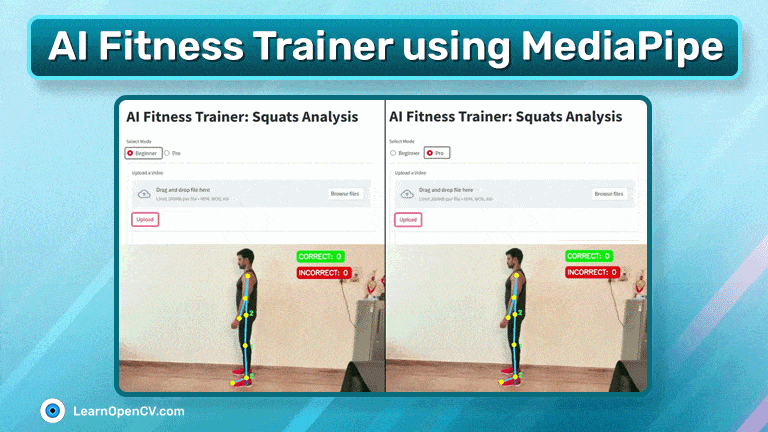 AI Fitness Trainer using MediaPipe
AI Fitness Trainer: Squats Analysis
Select Mode
Beginner
Pro
Upload a Video
Drag and drop file here
Limit 200MB per file • MP4, MOV, AVI
Browse files
Upload
CORRECT: 0
INCORRECT: 0
2
AI Fitness Trainer: Squats Analysis
Select Mode
Beginner
Pro
Upload a Video
Drag and drop file here
Limit 200MB per file • MP4, MOV, AVI
Browse files
Upload
CORRECT: 0
INCORRECT: 0
2
LearnOpenCV.com